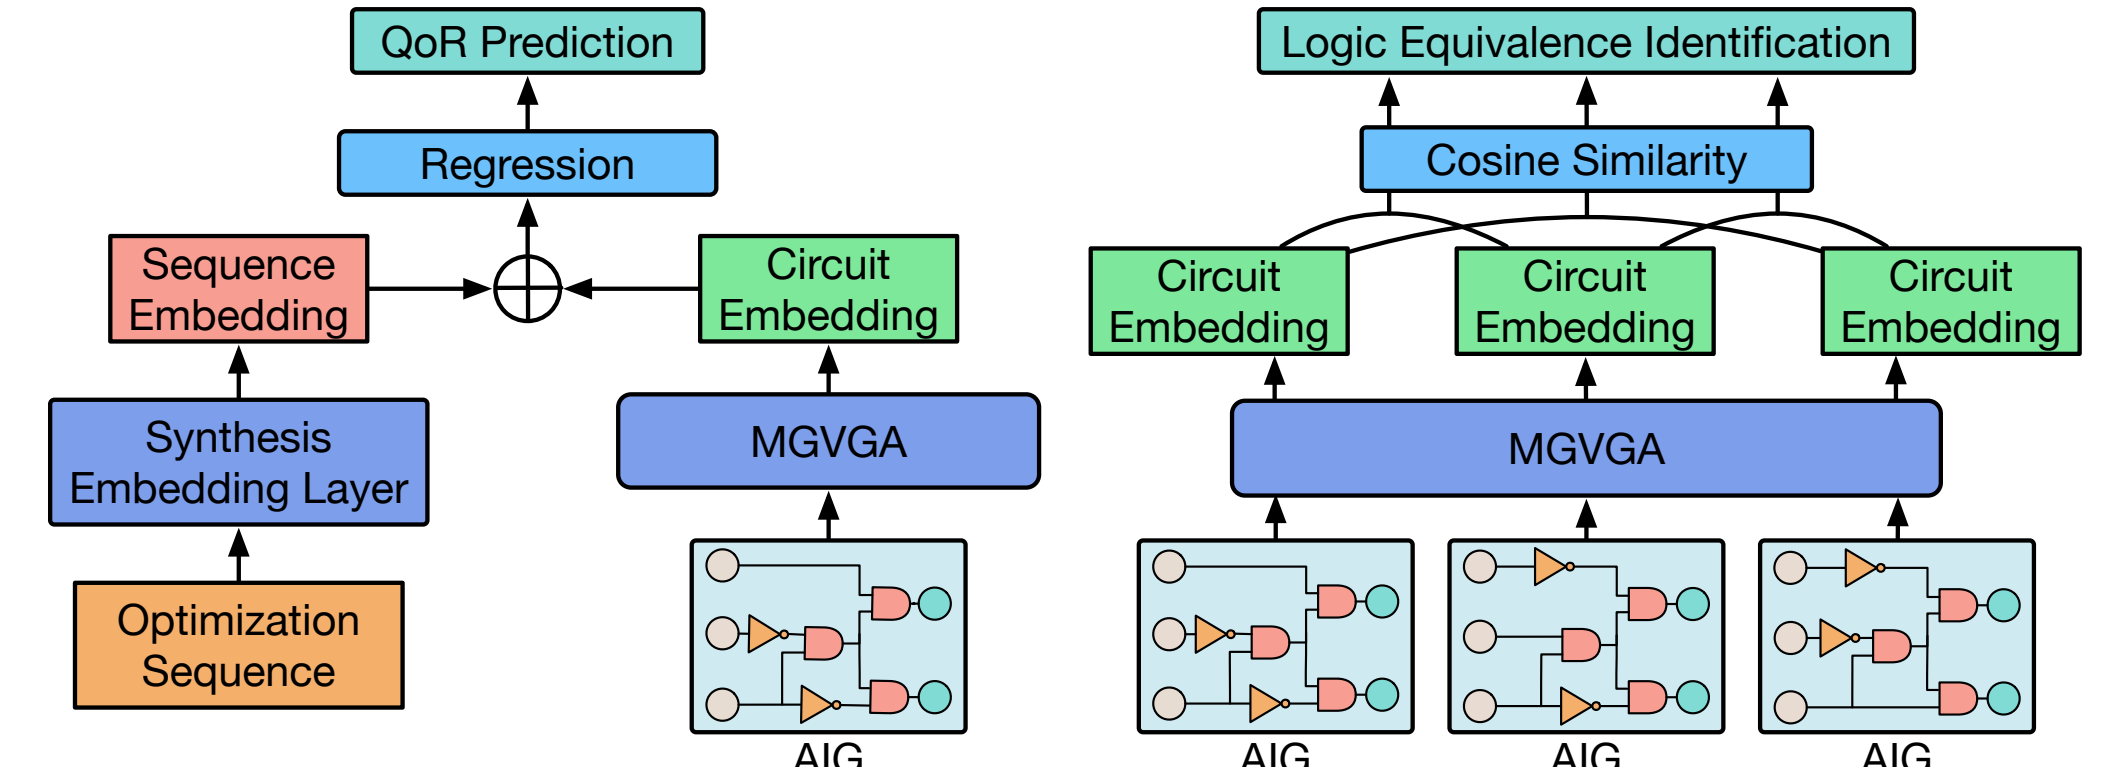 QoR Prediction
Regression
Sequence
Embedding
Circuit
Embedding
Synthesis
Embedding Layer
MGVGA
Optimization
Sequence
AIG
Logic Equivalence Identification
Cosine Similarity
Circuit
Embedding
Circuit
Embedding
Circuit
Embedding
MGVGA
AIG
AIG
AIG